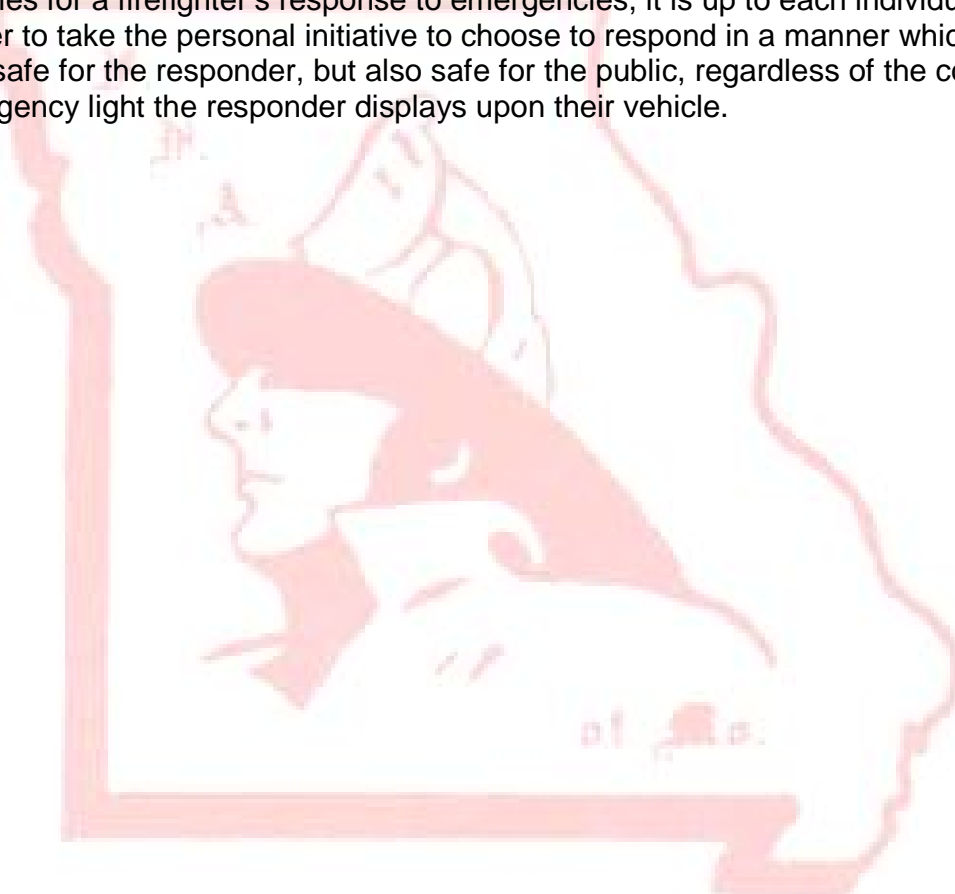 for a firefighter's response to emergencies, it is up to each individu
to take the personal initiative to choose to respond in a manner
safe for the responder, but also safe for the public, regardless of the
light the responder displays upon their vehicle.
of